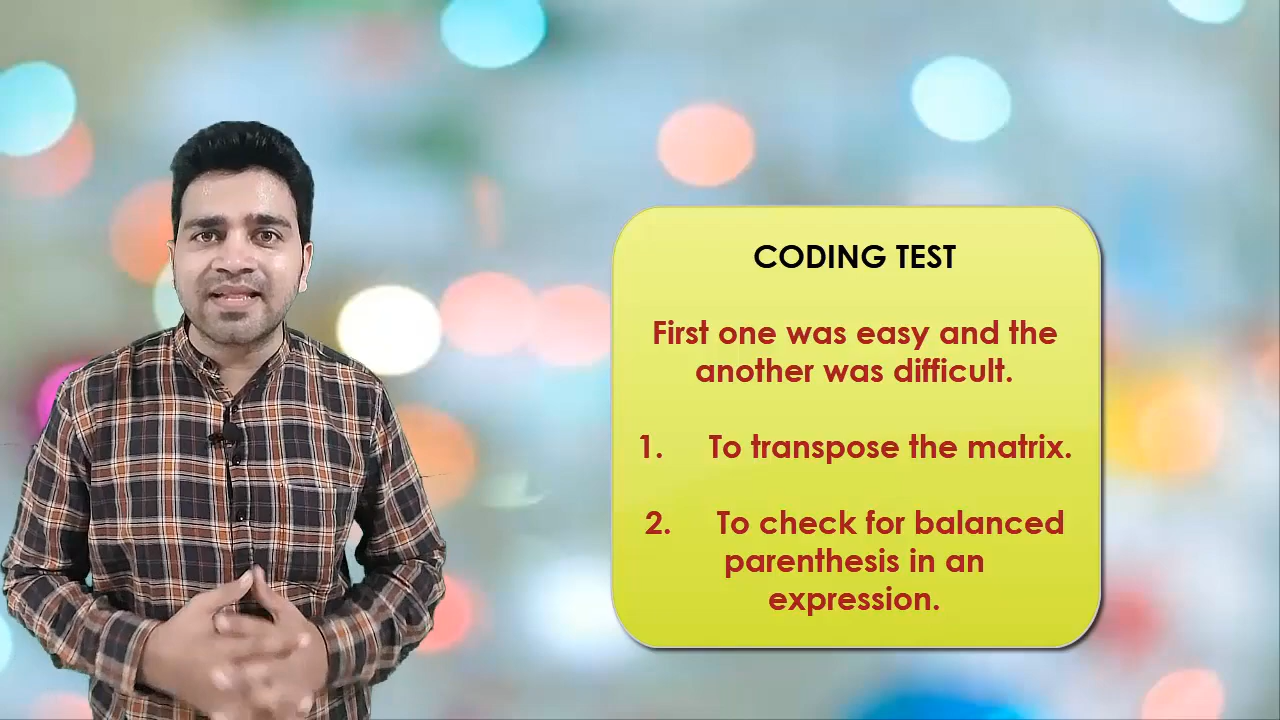 CODING TEST
First one was easy and the
another was difficult.
1. To transpose the matrix.
2. To check for balanced
parenthesis in an
expression.